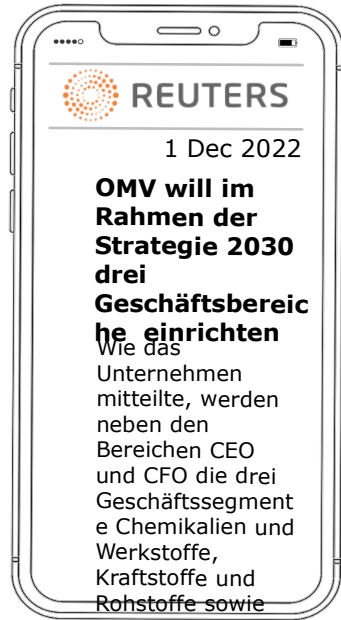 REUTERS
1 Dec 2022
OMV will im
Rahmen der
Strategie 2030
drei
Geschäftsbereic
he einrichten
Wie das
Unternehmen
mitteilte, werden
neben den
Bereichen CEO
und CFO die drei
Geschäftssegment
e Chemikalien und
Werkstoffe,
Kraftstoffe und
Rohstoffe sowie